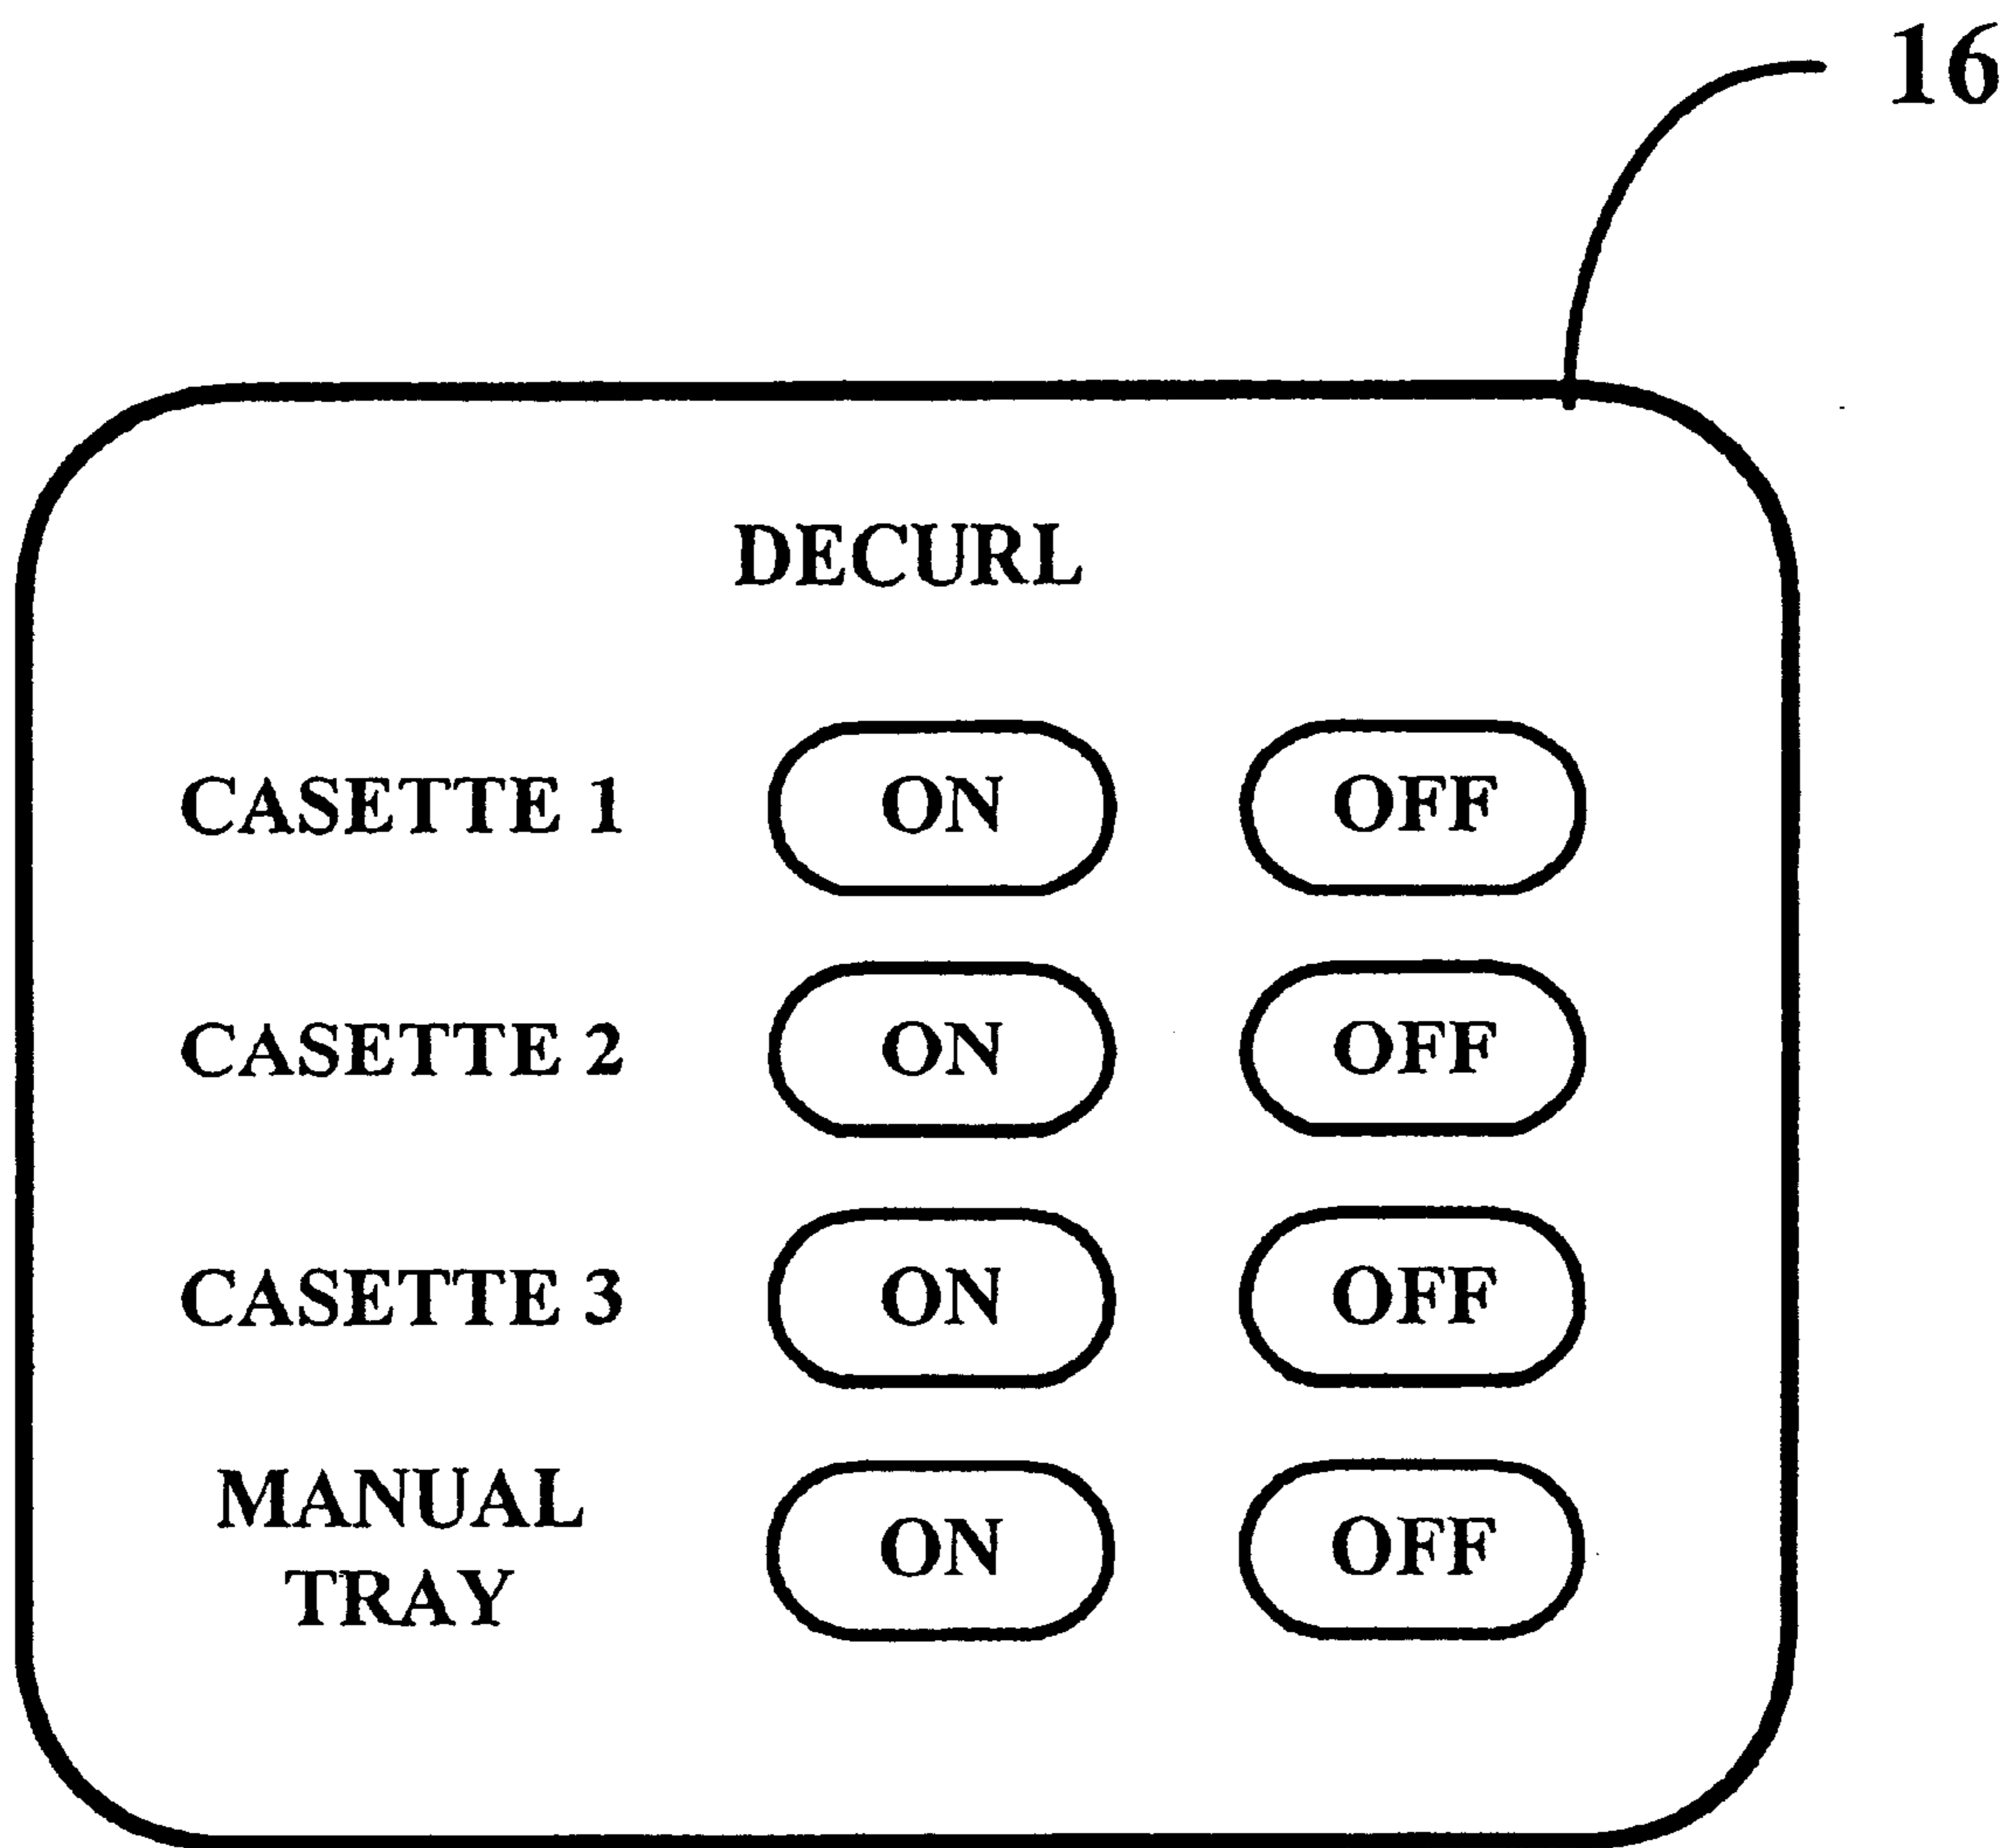 16
DECURL
CASETTE 1 ON OFF
CASETTE 2 ON OFF
CASETTE 3 ON OFF
MANUAL
TRAY ON OFF